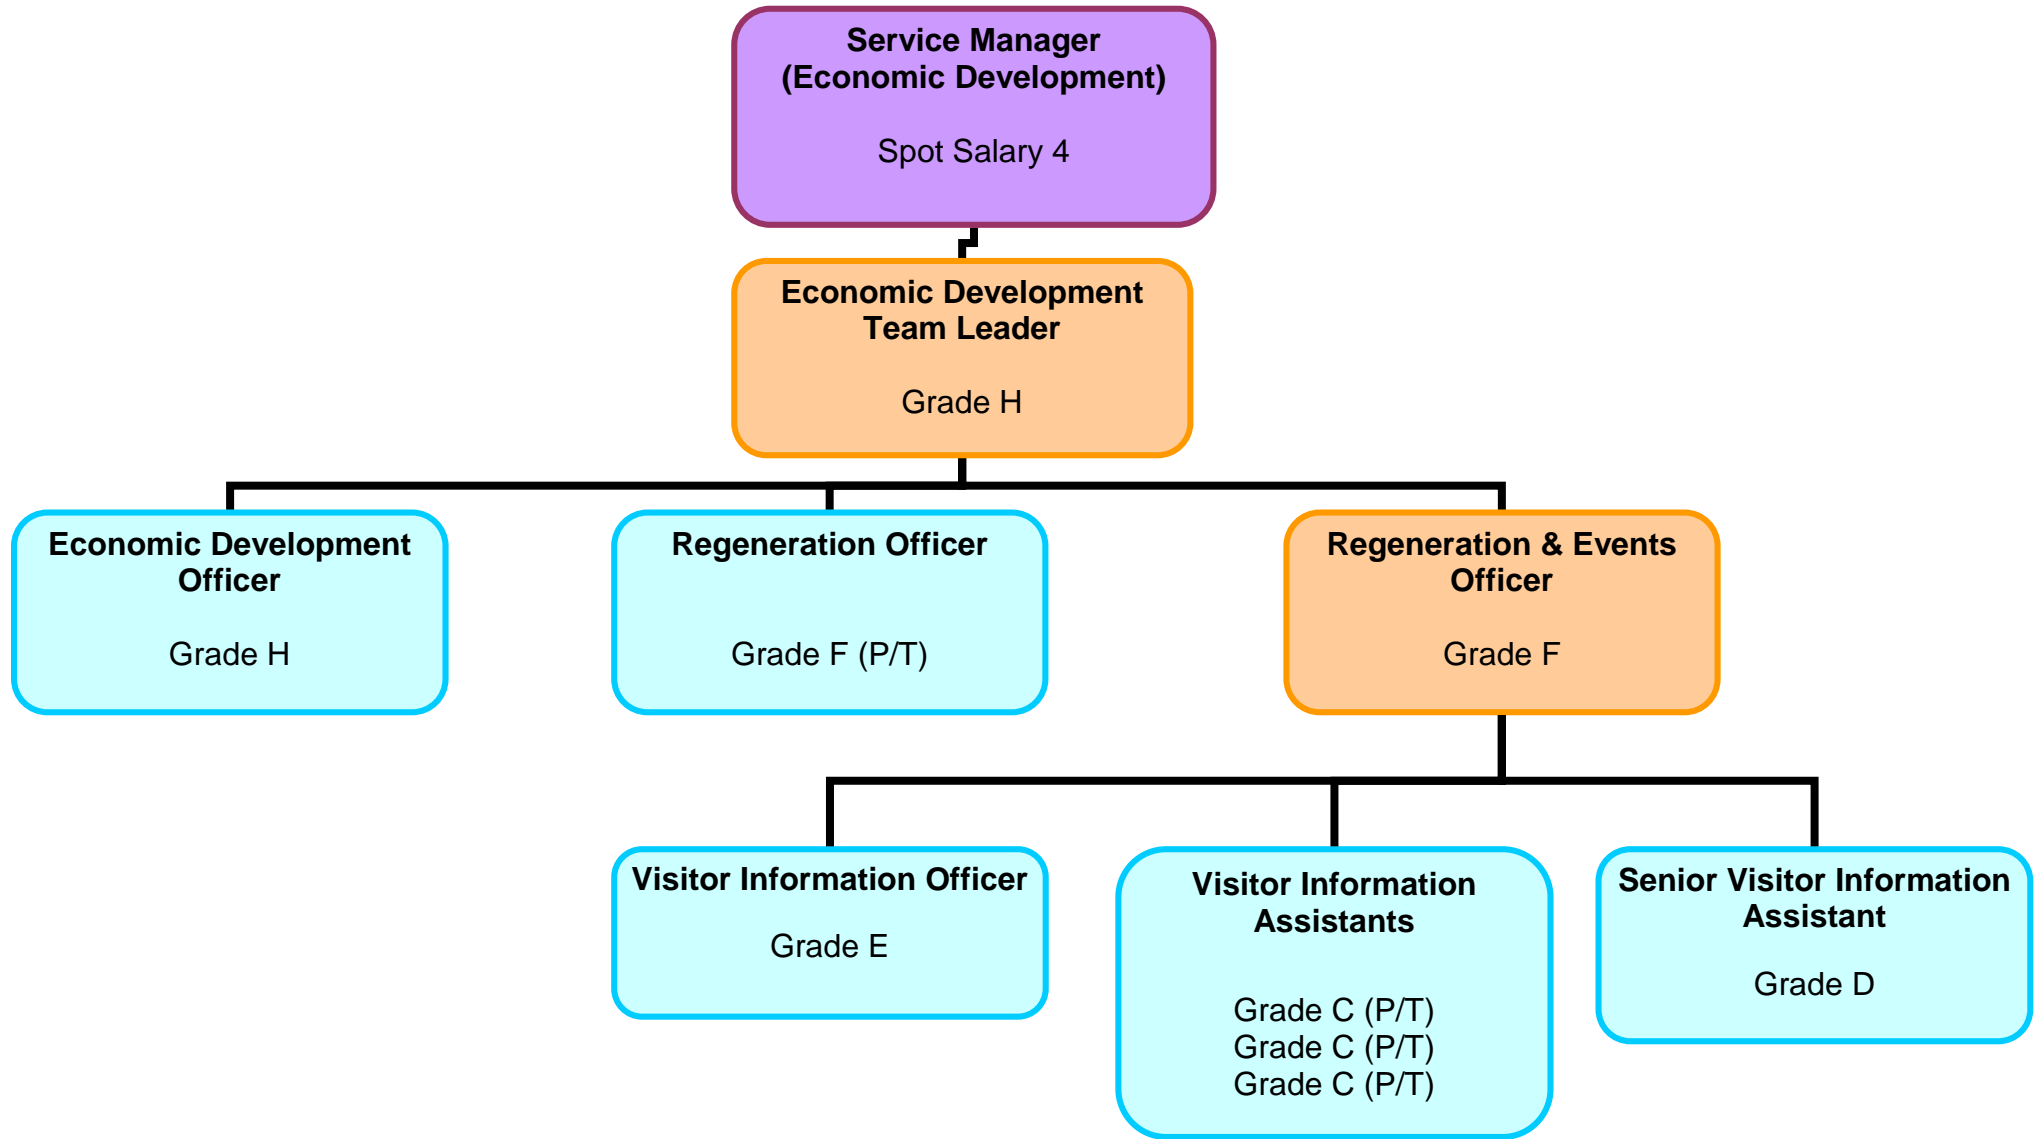 Service Manager
(Economic Development)
Spot Salary 4
Economic Development
Team Leader
Grade H
Economic Development
Officer
Grade H
Regeneration Officer
Grade F (P/T)
Regeneration & Events
Officer
Grade F
Visitor Information Officer
Grade E
Visitor Information
Assistants
Grade C (P/T)
Grade C (P/T)
Grade C (P/T)
Senior Visitor Information
Assistant
Grade D